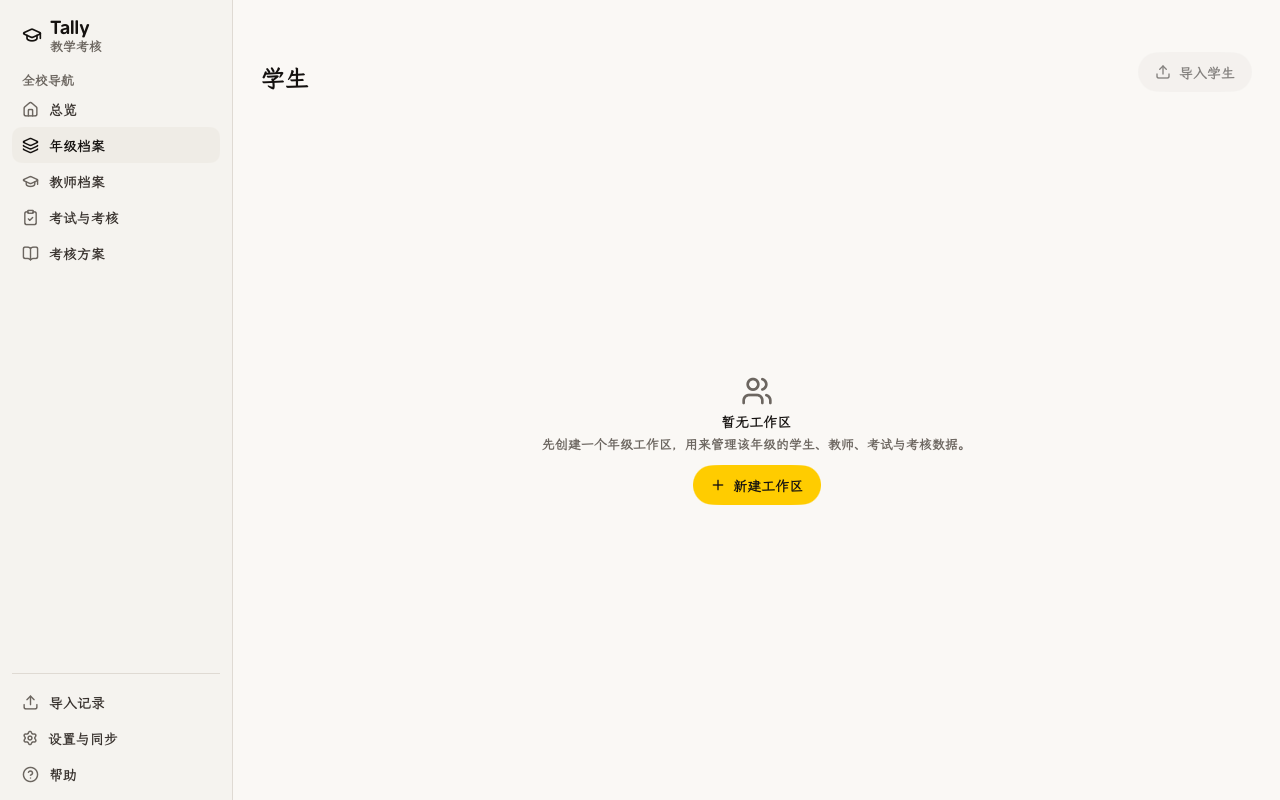 Tally
教学考核
全校导航
总览
年级档案
教师档案
考试与考核
考核方案
导入记录
设置与同步
帮助
学生
导入学生
暂无工作区
先创建一个年级工作区，用来管理该年级的学生、教师、考试与考核数据。
新建工作区